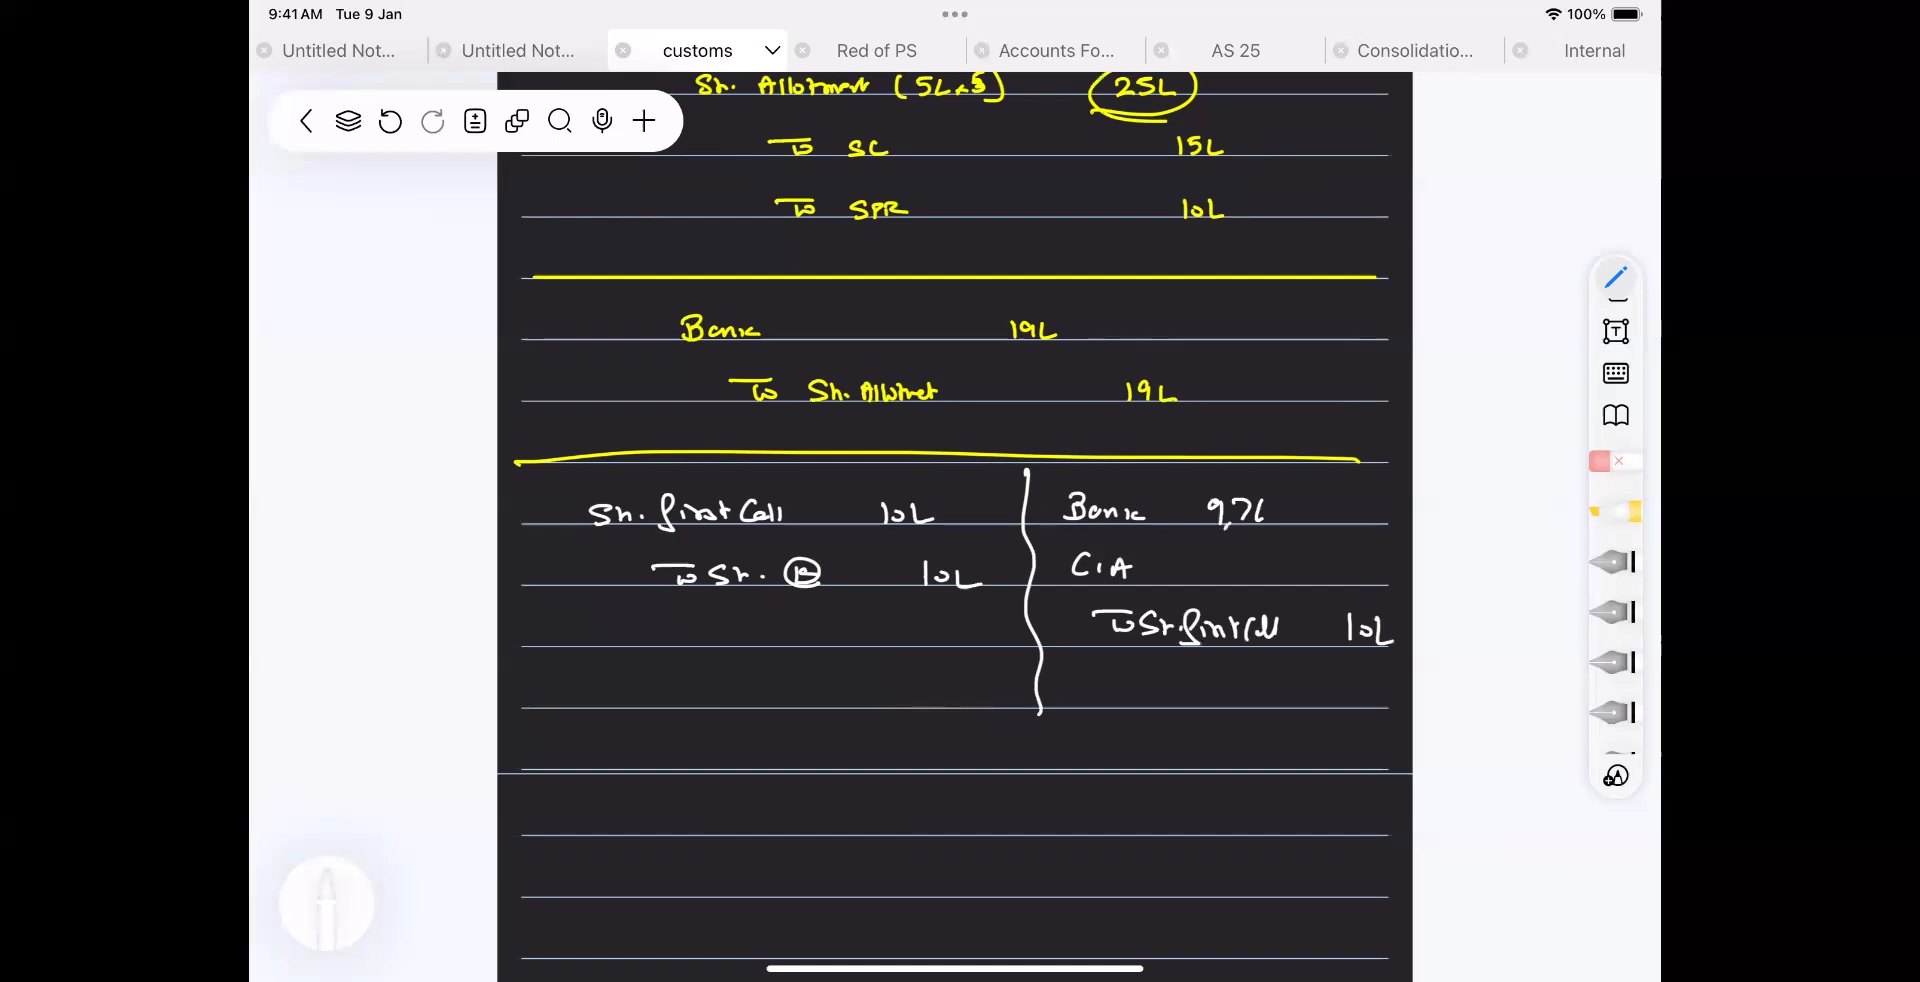 9:41 AM Tue 9 Jan
100%
Untitled Not... Untitled Not... customs Red of PS Accounts Fo... AS 25 Consolidatio... Internal
Sh. Allotment (5L x 5) 25L
To SC 15L
To SPR 10L
Bank 19L
To Sh. Allotmet 19L
Sh. first Call 10L
To Sh. 10L
Bank 9.7L
C.I.A
To Sh. first Call 10L